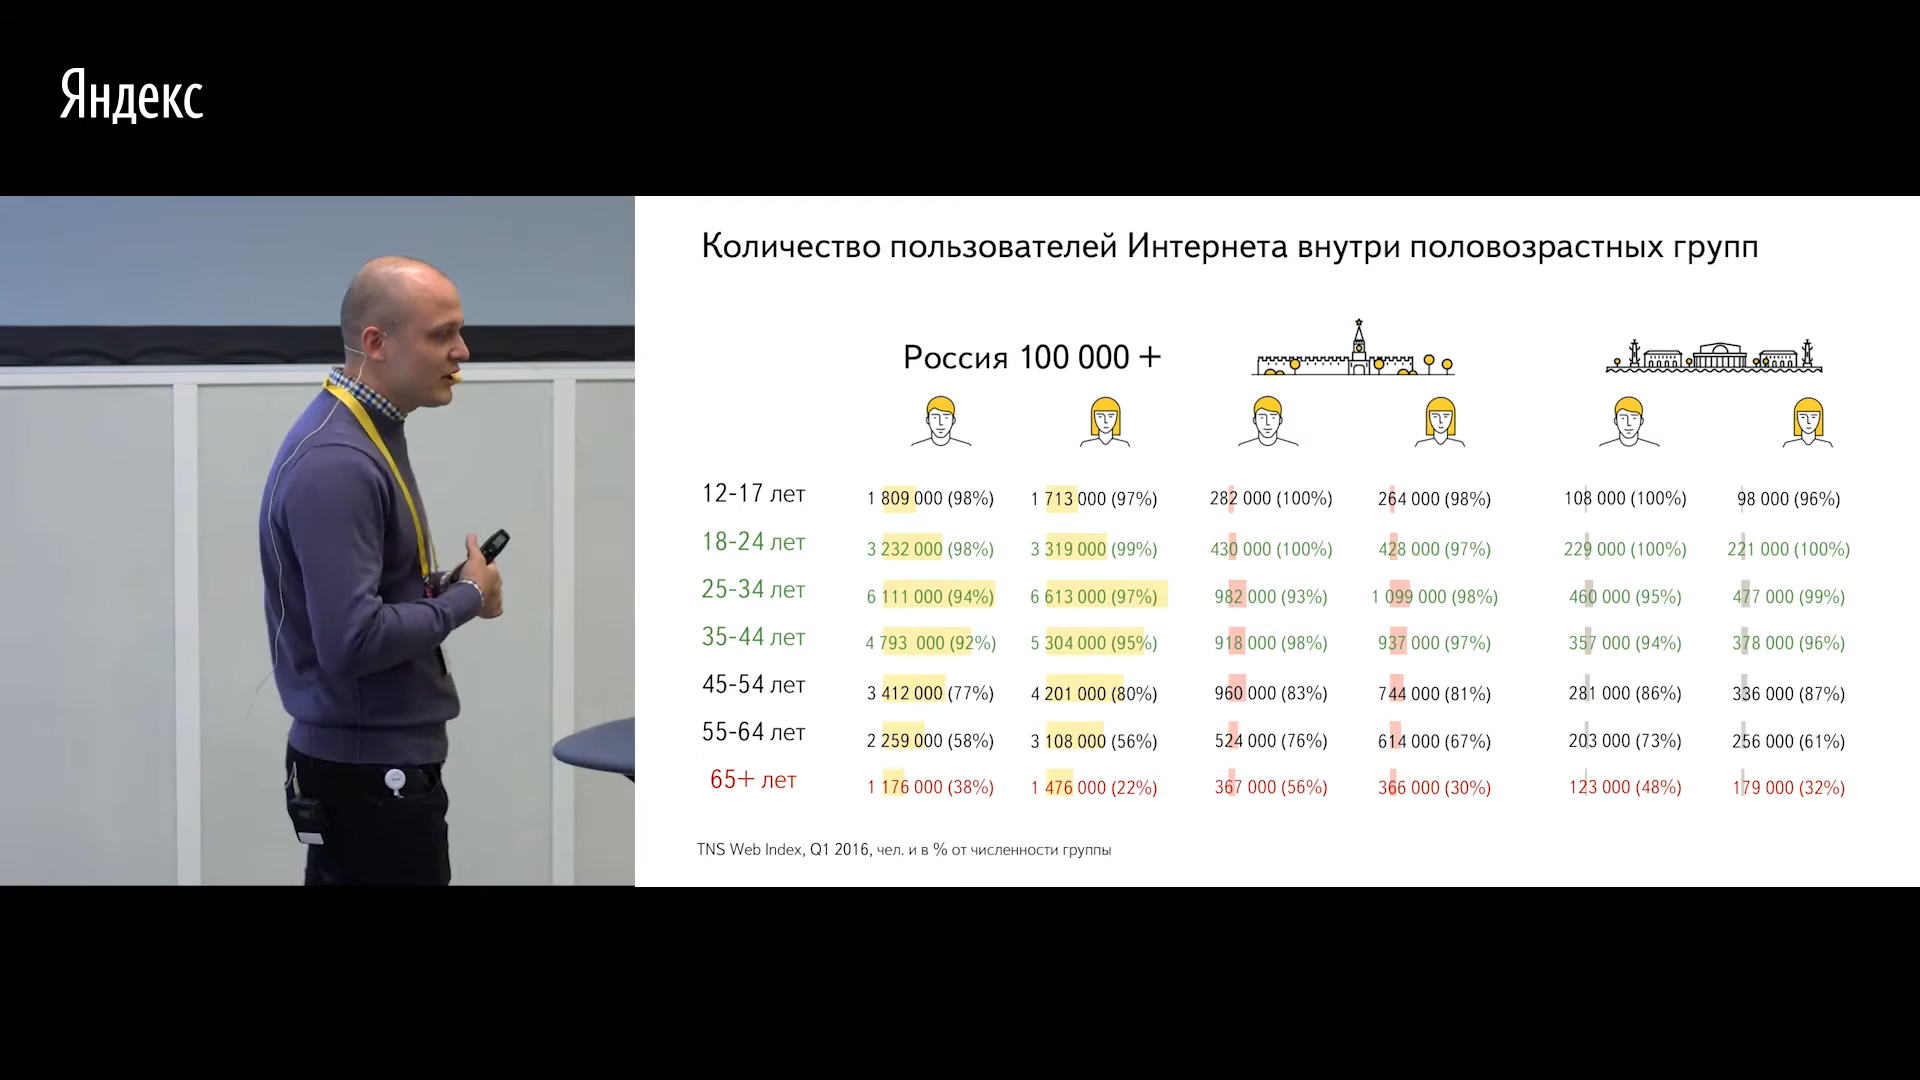 Яндекс
Количество пользователей Интернета внутри половозрастных групп
Россия 100 000 +
12-17 лет 1 809 000 (98%) 1 713 000 (97%) 282 000 (100%) 264 000 (98%) 108 000 (100%) 98 000 (96%)
18-24 лет 3 232 000 (98%) 3 319 000 (99%) 430 000 (100%) 428 000 (97%) 229 000 (100%) 221 000 (100%)
25-34 лет 6 111 000 (94%) 6 613 000 (97%) 982 000 (93%) 1 099 000 (98%) 460 000 (95%) 477 000 (99%)
35-44 лет 4 793 000 (92%) 5 304 000 (95%) 918 000 (98%) 937 000 (97%) 357 000 (94%) 378 000 (96%)
45-54 лет 3 412 000 (77%) 4 201 000 (80%) 960 000 (83%) 744 000 (81%) 281 000 (86%) 336 000 (87%)
55-64 лет 2 259 000 (58%) 3 108 000 (56%) 524 000 (76%) 614 000 (67%) 203 000 (73%) 256 000 (61%)
65+ лет 1 176 000 (38%) 1 476 000 (22%) 367 000 (56%) 366 000 (30%) 123 000 (48%) 179 000 (32%)
TNS Web Index, Q1 2016, чел. и в % от численности группы